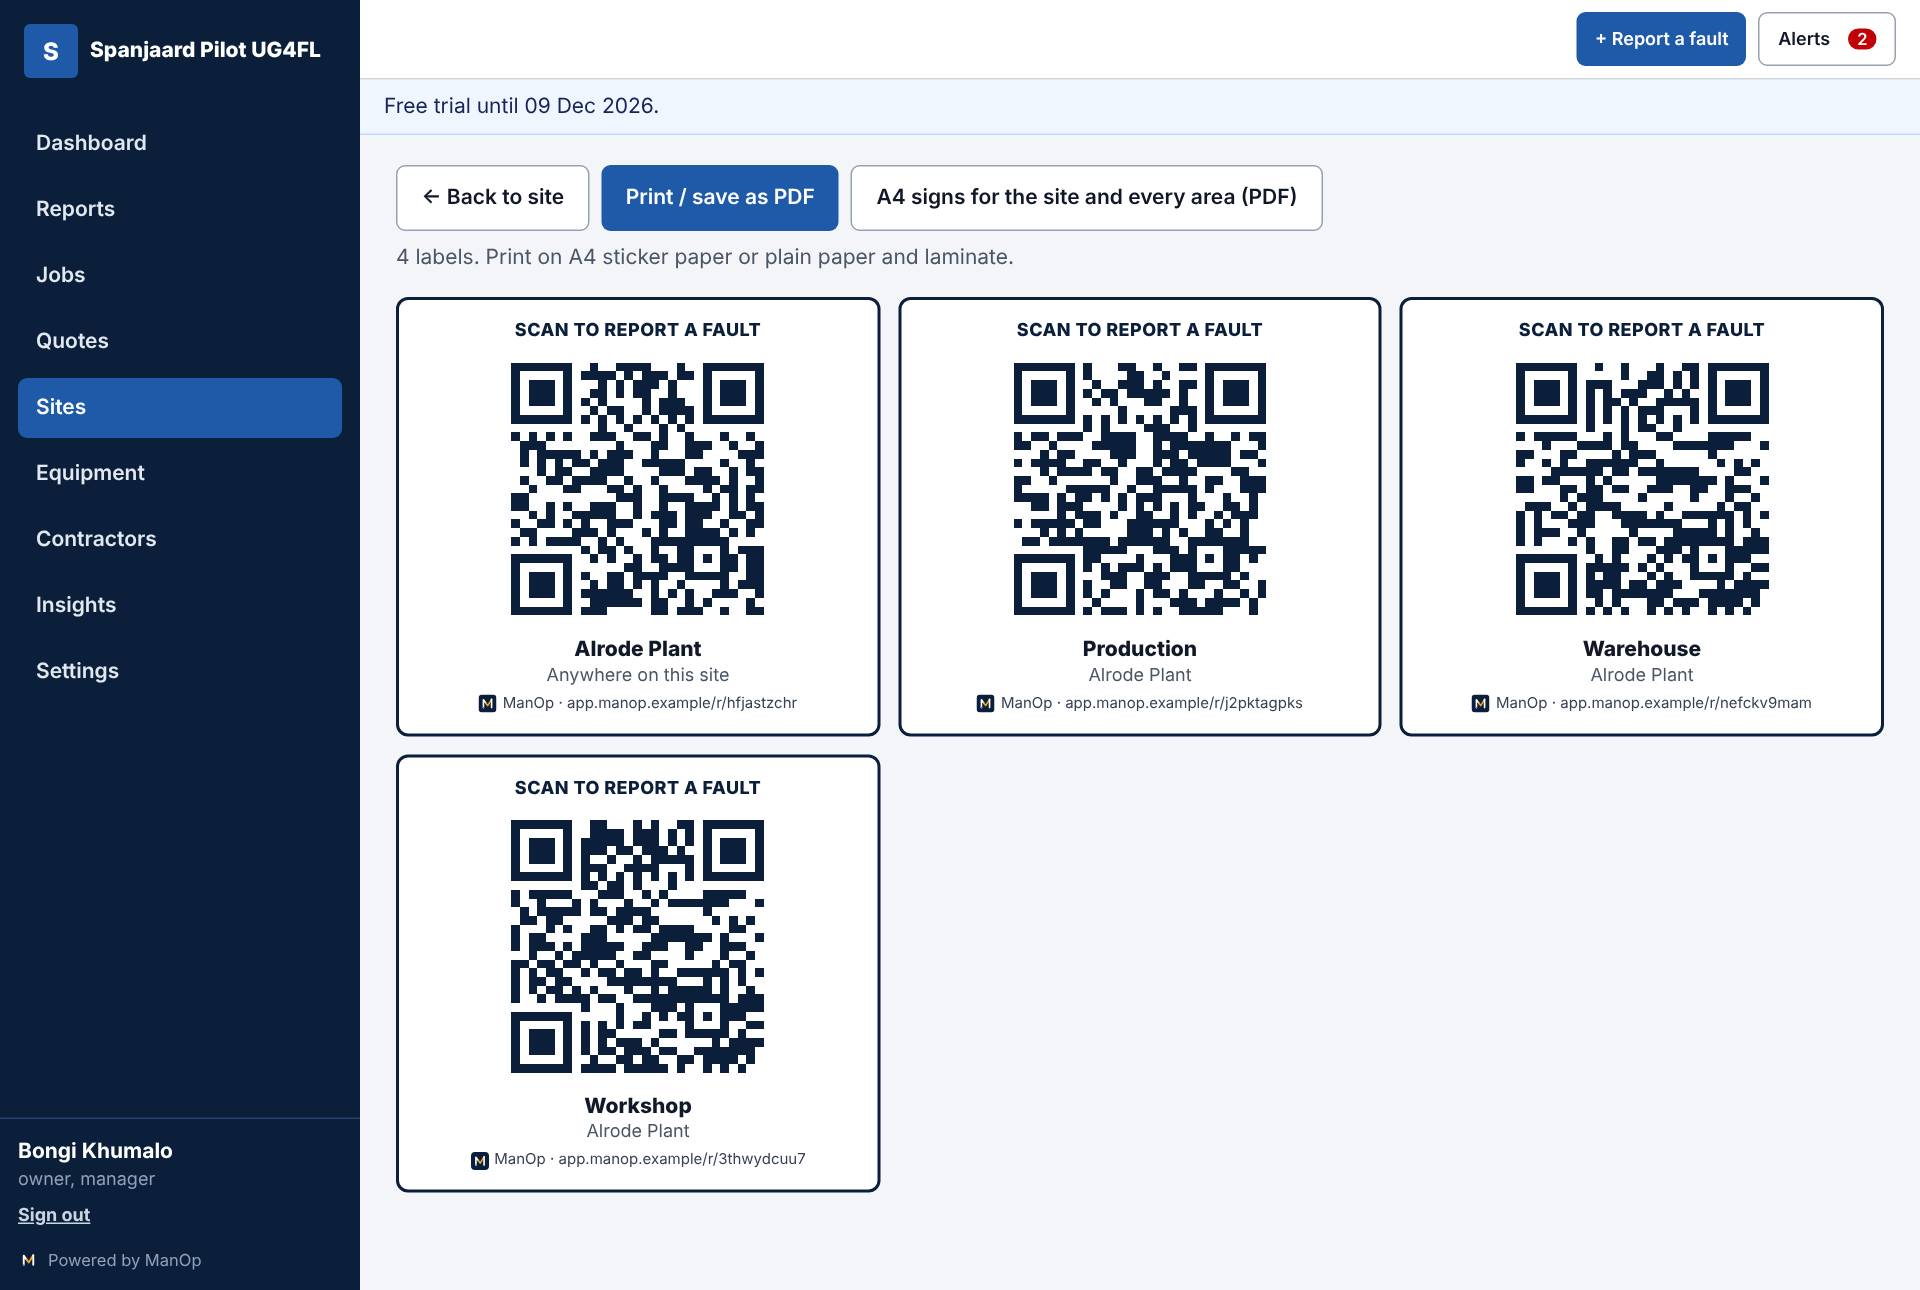 S Spanjaard Pilot UG4FL
Dashboard
Reports
Jobs
Quotes
Sites
Equipment
Contractors
Insights
Settings
Bongi Khumalo
owner, manager
Sign out
M Powered by ManOp
+ Report a fault
Alerts 2
Free trial until 09 Dec 2026.
← Back to site
Print / save as PDF
A4 signs for the site and every area (PDF)
4 labels. Print on A4 sticker paper or plain paper and laminate.
SCAN TO REPORT A FAULT
Alrode Plant
Anywhere on this site
M ManOp · app.manop.example/r/hfjastzchr
SCAN TO REPORT A FAULT
Production
Alrode Plant
M ManOp · app.manop.example/r/j2pktagpks
SCAN TO REPORT A FAULT
Warehouse
Alrode Plant
M ManOp · app.manop.example/r/nefckv9mam
SCAN TO REPORT A FAULT
Workshop
Alrode Plant
M ManOp · app.manop.example/r/3thwydcuu7